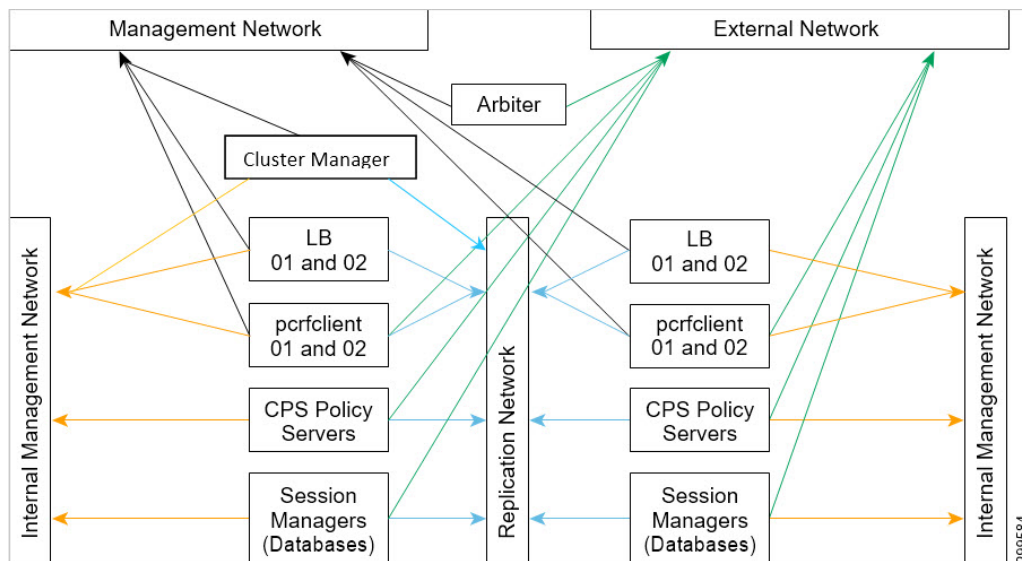 Management Network
External Network
Arbiter
Cluster Manager
Internal Management Network
LB
01 and 02
pcrfclient
01 and 02
CPS Policy
Servers
Session
Managers
(Databases)
Replication Network
LB
01 and 02
pcrfclient
01 and 02
CPS Policy
Servers
Session
Managers
(Databases)
Internal Management Network